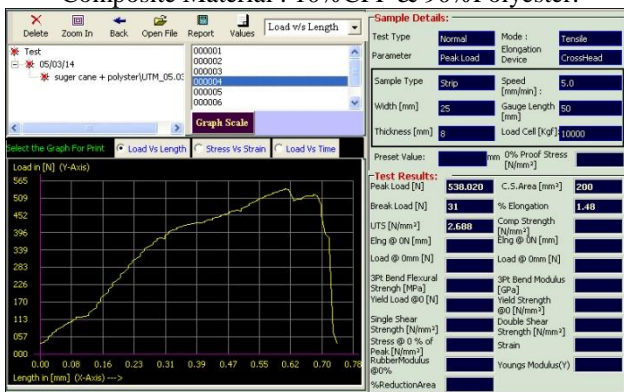 Composite Material : 10%CFP & 90%Polyester.
Delete Zoom In Back Open File Report Values Load v/s Length
Test
05/03/14
suger cane + polyster\UTM_05.03
000001
000002
000003
000004
000005
000006
Graph Scale
Select the Graph For Print Load Vs Length Stress Vs Strain Load Vs Time
Load in [N] (Y-Axis)
565
509
452
396
339
283
226
170
113
057
000
0.00 0.08 0.16 0.23 0.31 0.39 0.47 0.55 0.62 0.70 0.78
Length in [mm] (X-Axis) --->
Sample Details:
Test Type Normal Mode : Tensile
Parameter Peak Load Elongation Device CrossHead
Sample Type Strip Speed [mm/min] : 5.0
Width [mm] 25 Gauge Length [mm] 50
Thickness [mm] 8 Load Cell [Kgf]: 10000
Preset Value: mm 0% Proof Stress [N/mm²]
Test Results:
Peak Load [N] 538.020 C.S.Area [mm²] 200
Break Load [N] 31 % Elongation 1.48
UTS [N/mm²] 2.688 Comp Strength [N/mm²]
Elng @ 0N [mm] Elng @ 0N [mm]
Load @ 0mm [N] Load @ 0mm [N]
3Pt Bend Flexural Strengh [MPa] 3Pt Bend Modulus [GPa]
Yield Load @0 [N] Yield Strength @0 [N/mm²]
Single Shear Strength [N/mm²] Double Shear Strength [N/mm²]
Stress @ 0 % of Peak [N/mm²] Strain
RubberModulus @0% Youngs Modulus(Y)
%ReductionArea